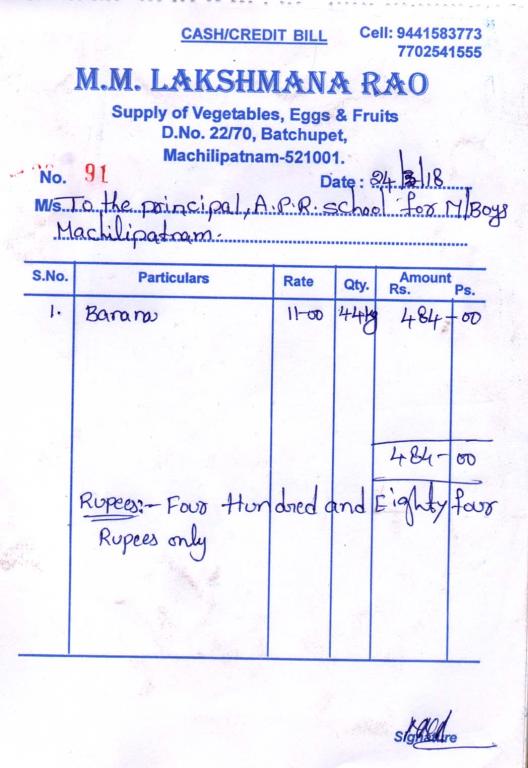 CASH/CREDIT BILL
Cell: 9441583773
7702541555
M.M. LAKSHMANA RAO
Supply of Vegetables, Eggs & Fruits
D.No. 22/70, Batchupet,
Machilipatnam-521001.
No. 91
Date : 24/3/18
M/s. To the principal, A.P.R. school for M/Boys
Machilipatnam.
S.No. Particulars Rate Qty. Amount Rs. Ps.
1. Banana 11-00 44kg 484-00
484-00
Rupees:- Four Hundred and Eighty four
Rupees only
Signature